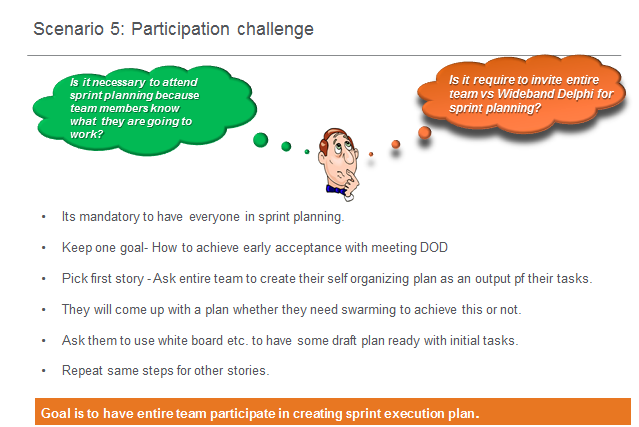 Scenario 5: Participation challenge
Is it necessary to attend
sprint planning because
team members know
what they are going to
work?
Is it require to invite entire
team vs Wideband Delphi for
sprint planning?
• Its mandatory to have everyone in sprint planning.
• Keep one goal- How to achieve early acceptance with meeting DOD
• Pick first story -Ask entire team to create their self organizing plan as an output pf their tasks.
• They will come up with a plan whether they need swarming to achieve this or not.
• Ask them to use white board etc. to have some draft plan ready with initial tasks.
• Repeat same steps for other stories.
Goal is to have entire team participate in creating sprint execution plan.